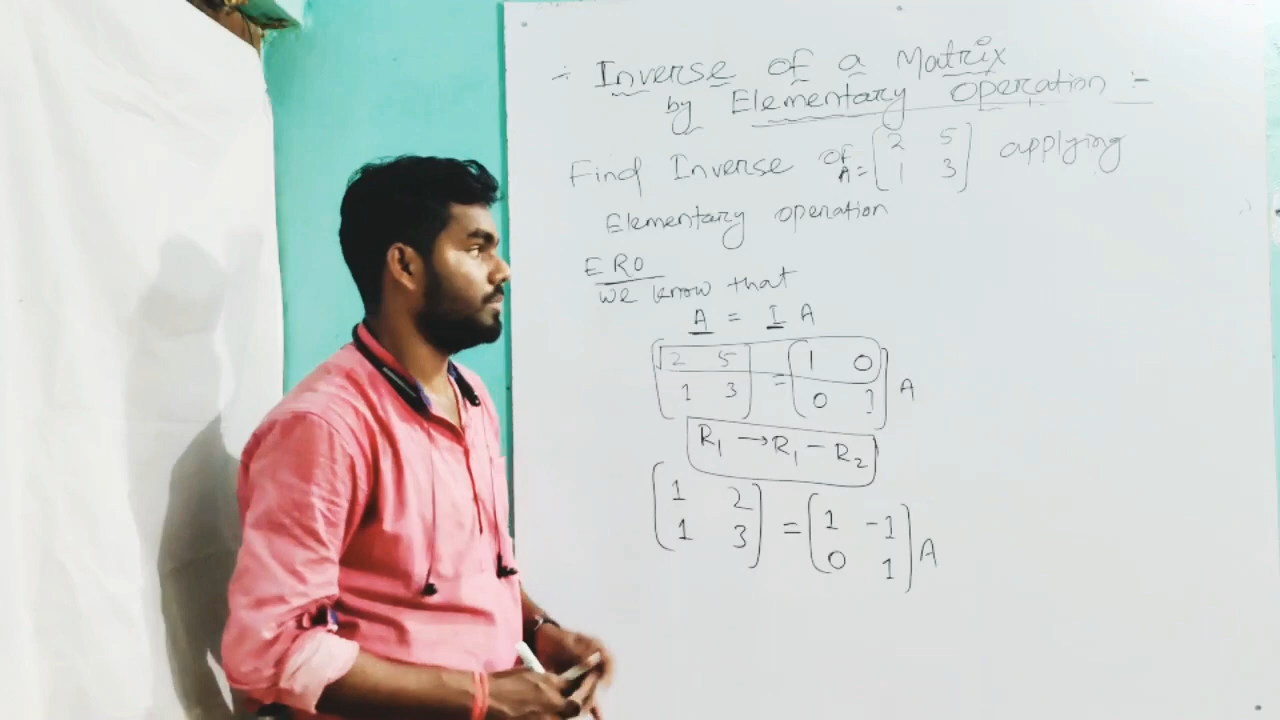 ÷ Inverse of a Matrix
by Elementary Operation :-
Find Inverse of A = [2 5 applying
1 3]
Elementary operation
ERO
we know that
A = I A
[2 5 = [1 0
1 3] 0 1] A
R₁ → R₁ - R₂
[1 2 = [1 -1
1 3] 0 1] A